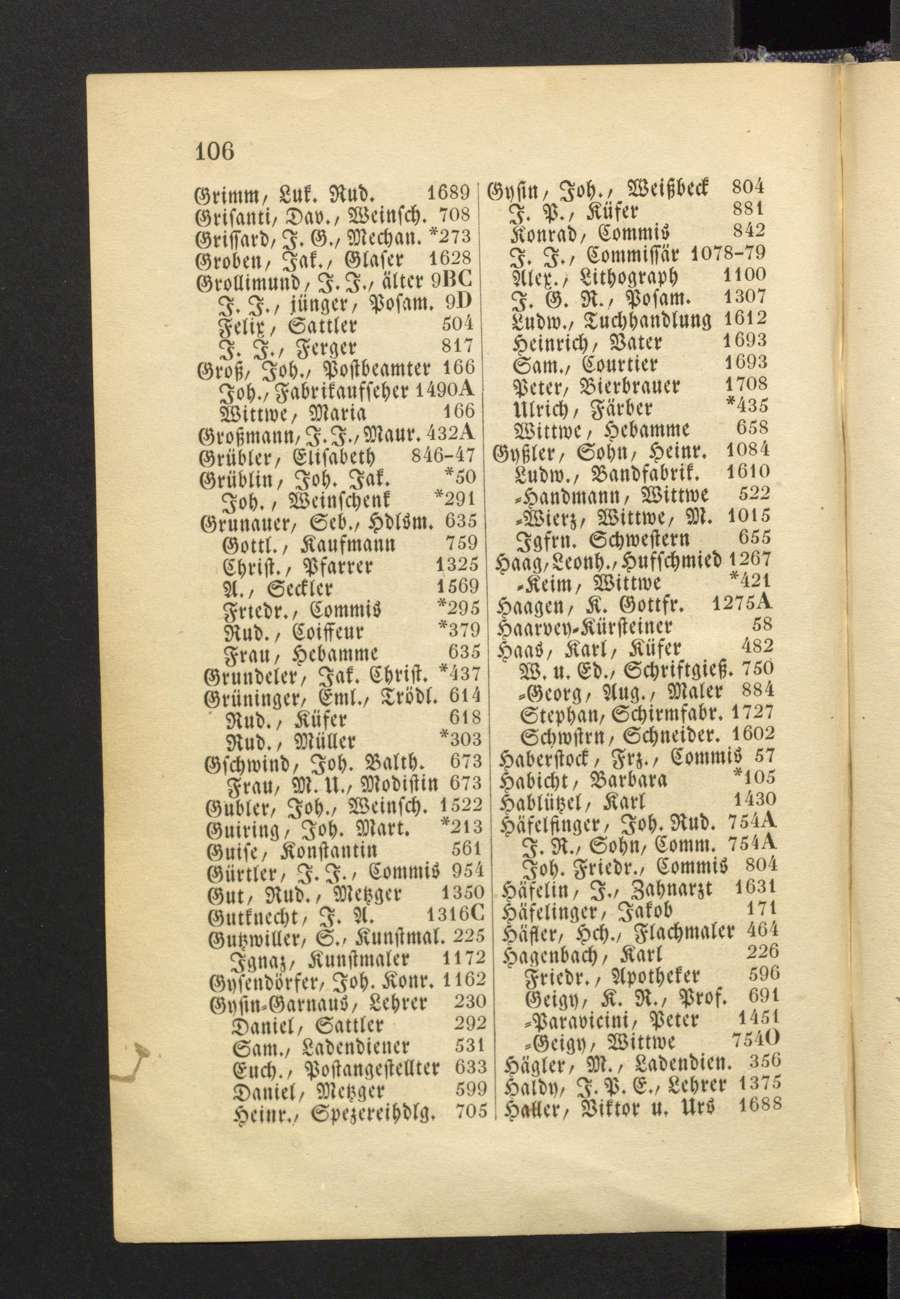 106
Grimm, Luk. Rud. 1689
Grisanti, Dav., Weinsch. 708
Grissard, J. G., Mechan. *273
Groben, Jak., Glaser 1628
Grollimund, J. J., älter 9BC
J. J., jünger, Posam. 9D
Felix, Sattler 504
J. J., Ferger 817
Groß, Joh., Postbeamter 166
Joh., Fabrikaufseher 1490A
Wittwe, Maria 166
Großmann, J. J., Maur. 432A
Grübler, Elisabeth 846-47
Grüblin, Joh. Jak. *50
Joh., Weinschenk *291
Grunauer, Seb., Hdlsm. 635
Gottl., Kaufmann 759
Christ., Pfarrer 1325
A., Seckler 1569
Friedr., Commis *295
Rud., Coiffeur *379
Frau, Hebamme 635
Grundeler, Jak. Christ. *437
Grüninger, Eml., Trödl. 614
Rud., Küfer 618
Rud., Müller *303
Gschwind, Joh. Balth. 673
Frau, M. U., Modistin 673
Gubler, Joh., Weinsch. 1522
Guiring, Joh. Mart. *213
Guise, Konstantin 561
Gürtler, J. J., Commis 954
Gut, Rud., Metzger 1350
Gutknecht, J. A. 1316C
Gutzwiller, S., Kunstmal. 225
Ignaz, Kunstmaler 1172
Gysendörfer, Joh. Konr. 1162
Gysin-Garnaus, Lehrer 230
Daniel, Sattler 292
Sam., Ladendiener 531
Euch., Postangestellter 633
Daniel, Metzger 599
Heinr., Spezereihdlg. 705
Gysin, Joh., Weißbeck 804
J. P., Küfer 881
Konrad, Commis 842
J. J., Commissär 1078-79
Alex., Lithograph 1100
J. G. R., Posam. 1307
Ludw., Tuchhandlung 1612
Heinrich, Vater 1693
Sam., Courtier 1693
Peter, Bierbrauer 1708
Ulrich, Färber *435
Wittwe, Hebamme 658
Gyßler, Sohn, Heinr. 1084
Ludw., Bandfabrik. 1610
-Handmann, Wittwe 522
-Wierz, Wittwe, M. 1015
Jgfrn. Schwestern 655
Haag, Leonh., Hufschmied 1267
-Keim, Wittwe *421
Haagen, K. Gottfr. 1275A
Haarvey-Kürsteiner 58
Haas, Karl, Küfer 482
W. u. Ed., Schriftgieß. 750
-Georg, Aug., Maler 884
Stephan, Schirmfabr. 1727
Schwstrn, Schneider. 1602
Haberstock, Frz., Commis 57
Habicht, Barbara *105
Hablützel, Karl 1430
Häfelfinger, Joh. Rud. 754A
J. R., Sohn, Comm. 754A
Joh. Friedr., Commis 804
Häfelin, J., Zahnarzt 1631
Häfelinger, Jakob 171
Häfler, Hch., Flachmaler 464
Hagenbach, Karl 226
Friedr., Apotheker 596
Geigy, K. R., Prof. 691
-Paravicini, Peter 1451
-Geigy, Wittwe 754O
Hägler, M., Ladendien. 356
Haldy, J. P. E., Lehrer 1375
Haller, Viktor u. Urs 1688